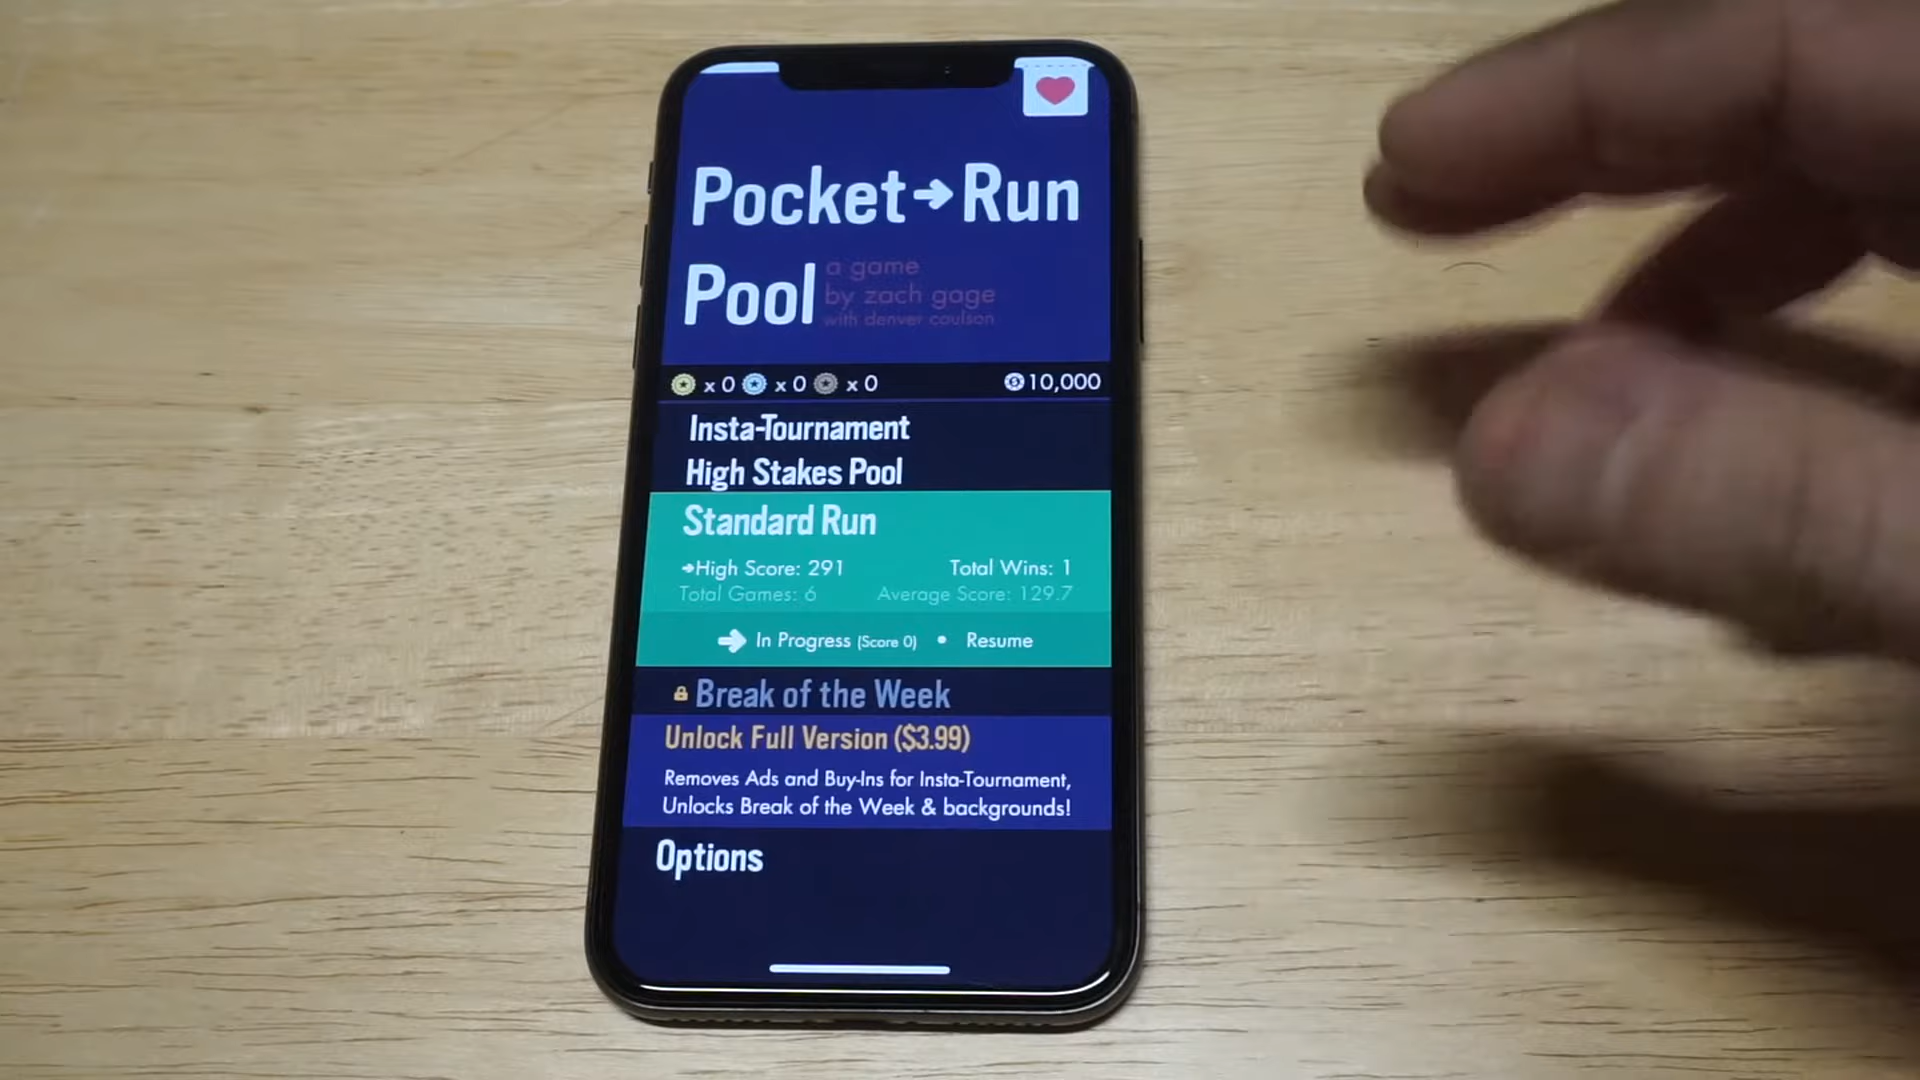 Pocket→Run
Pool
a game
by zach gage
with denver coulson
x 0 x 0 x 0 10,000
Insta-Tournament
High Stakes Pool
Standard Run
→High Score: 291 Total Wins: 1
Total Games: 6 Average Score: 129.7
→ In Progress (Score 0) • Resume
Break of the Week
Unlock Full Version ($3.99)
Removes Ads and Buy-Ins for Insta-Tournament,
Unlocks Break of the Week & backgrounds!
Options